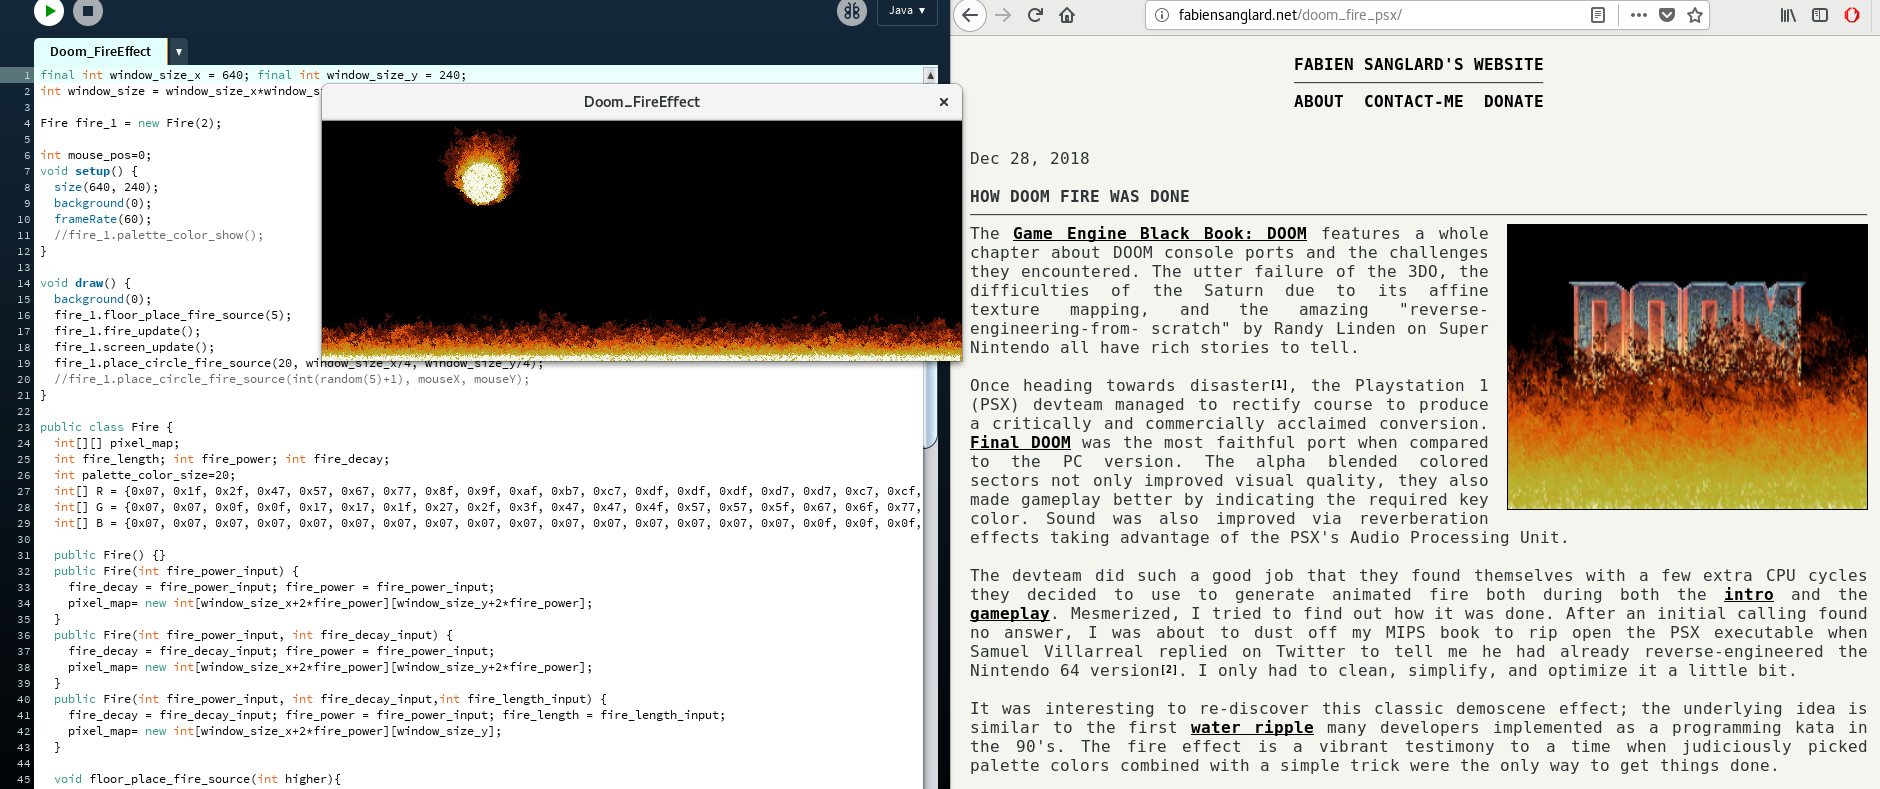 Java ▾
Doom_FireEffect ▾
1 final int window_size_x = 640; final int window_size_y = 240;
2 int window_size = window_size_x*window_s
3
4 Fire fire_1 = new Fire(2);
5
6 int mouse_pos=0;
7 void setup() {
8 size(640, 240);
9 background(0);
10 frameRate(60);
11 //fire_1.palette_color_show();
12 }
13
14 void draw() {
15 background(0);
16 fire_1.floor_place_fire_source(5);
17 fire_1.fire_update();
18 fire_1.screen_update();
19 fire_1.place_circle_fire_source(20, window_size_x/4, window_size_y/4);
20 //fire_1.place_circle_fire_source(int(random(5)+1), mouseX, mouseY);
21 }
22
23 public class Fire {
24 int[][] pixel_map;
25 int fire_length; int fire_power; int fire_decay;
26 int palette_color_size=20;
27 int[] R = {0x07, 0x1f, 0x2f, 0x47, 0x57, 0x67, 0x77, 0x8f, 0x9f, 0xaf, 0xb7, 0xc7, 0xdf, 0xdf, 0xdf, 0xd7, 0xd7, 0xc7, 0xcf,
28 int[] G = {0x07, 0x07, 0x0f, 0x0f, 0x17, 0x17, 0x1f, 0x27, 0x2f, 0x3f, 0x47, 0x47, 0x4f, 0x57, 0x57, 0x5f, 0x67, 0x6f, 0x77,
29 int[] B = {0x07, 0x07, 0x07, 0x07, 0x07, 0x07, 0x07, 0x07, 0x07, 0x07, 0x07, 0x07, 0x07, 0x07, 0x07, 0x07, 0x0f, 0x0f, 0x0f,
30
31 public Fire() {}
32 public Fire(int fire_power_input) {
33 fire_decay = fire_power_input; fire_power = fire_power_input;
34 pixel_map= new int[window_size_x+2*fire_power][window_size_y+2*fire_power];
35 }
36 public Fire(int fire_power_input, int fire_decay_input) {
37 fire_decay = fire_decay_input; fire_power = fire_power_input;
38 pixel_map= new int[window_size_x+2*fire_power][window_size_y+2*fire_power];
39 }
40 public Fire(int fire_power_input, int fire_decay_input,int fire_length_input) {
41 fire_decay = fire_decay_input; fire_power = fire_power_input; fire_length = fire_length_input;
42 pixel_map= new int[window_size_x+2*fire_power][window_size_y];
43 }
44
45 void floor_place_fire_source(int higher){
Doom_FireEffect ×
fabiensanglard.net/doom_fire_psx/
FABIEN SANGLARD'S WEBSITE
ABOUT CONTACT-ME DONATE
Dec 28, 2018
HOW DOOM FIRE WAS DONE
The Game Engine Black Book: DOOM features a whole
chapter about DOOM console ports and the challenges
they encountered. The utter failure of the 3DO, the
difficulties of the Saturn due to its affine
texture mapping, and the amazing "reverse-
engineering-from- scratch" by Randy Linden on Super
Nintendo all have rich stories to tell.
DOOM
Once heading towards disaster[1], the Playstation 1
(PSX) devteam managed to rectify course to produce
a critically and commercially acclaimed conversion.
Final DOOM was the most faithful port when compared
to the PC version. The alpha blended colored
sectors not only improved visual quality, they also
made gameplay better by indicating the required key
color. Sound was also improved via reverberation
effects taking advantage of the PSX's Audio Processing Unit.
The devteam did such a good job that they found themselves with a few extra CPU cycles
they decided to use to generate animated fire both during both the intro and the
gameplay. Mesmerized, I tried to find out how it was done. After an initial calling found
no answer, I was about to dust off my MIPS book to rip open the PSX executable when
Samuel Villarreal replied on Twitter to tell me he had already reverse-engineered the
Nintendo 64 version[2]. I only had to clean, simplify, and optimize it a little bit.
It was interesting to re-discover this classic demoscene effect; the underlying idea is
similar to the first water ripple many developers implemented as a programming kata in
the 90's. The fire effect is a vibrant testimony to a time when judiciously picked
palette colors combined with a simple trick were the only way to get things done.